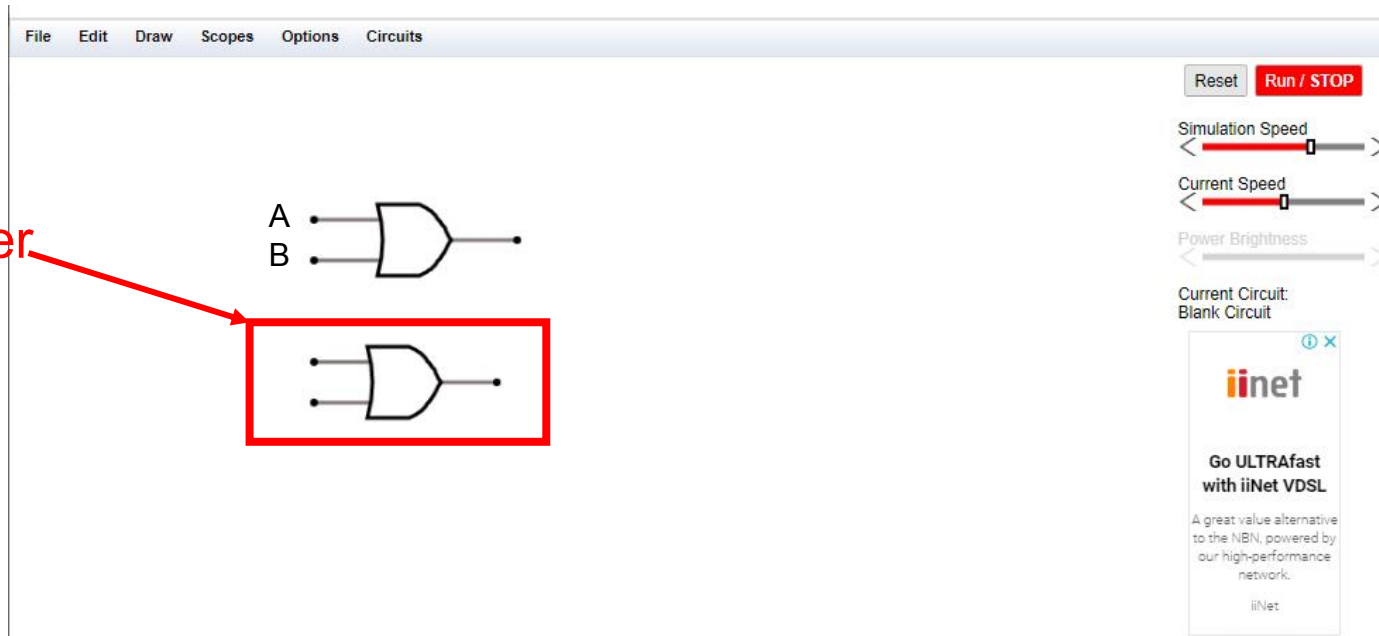 File Edit Draw Scopes Options Circuits
Reset Run / STOP
Simulation Speed
Current Speed
Power Brightness
Current Circuit:
Blank Circuit
A
B
er
iinet
Go ULTRAfast
with iiNet VDSL
A great value alternative
to the NBN, powered by
our high-performance
network.
iiNet